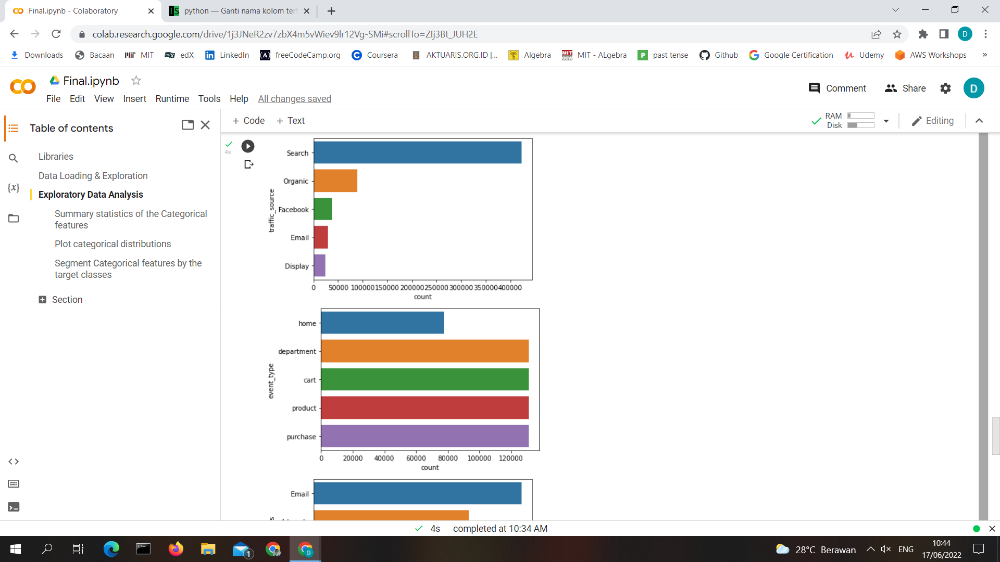 Final.ipynb - Colaboratory
python — Ganti nama kolom tert
colab.research.google.com/drive/1j3JNeR2zv7zbX4m5vWiev9lr12Vg-SMi#scrollTo=ZIj3Bt_JUH2E
D
Downloads Bacaan MIT edX LinkedIn freeCodeCamp.org Coursera AKTUARIS.ORG.ID |... Algebra MIT - ALgebra past tense Github Google Certification Udemy AWS Workshops »
Final.ipynb
Comment Share D
File Edit View Insert Runtime Tools Help All changes saved
Table of contents
+ Code + Text
RAM
Disk
Editing
Libraries
Data Loading & Exploration
{x}
Exploratory Data Analysis
Summary statistics of the Categorical
features
Plot categorical distributions
Segment Categorical features by the
target classes
Section
4s
Search
Organic
Facebook
Email
Display
traffic_source
0 50000 100000 150000 200000 250000 300000 350000 400000
count
home
department
cart
product
purchase
event_type
0 20000 40000 60000 80000 100000 120000
count
Email
4s completed at 10:34 AM
1
D
28°C Berawan
ENG
10:44
17/06/2022